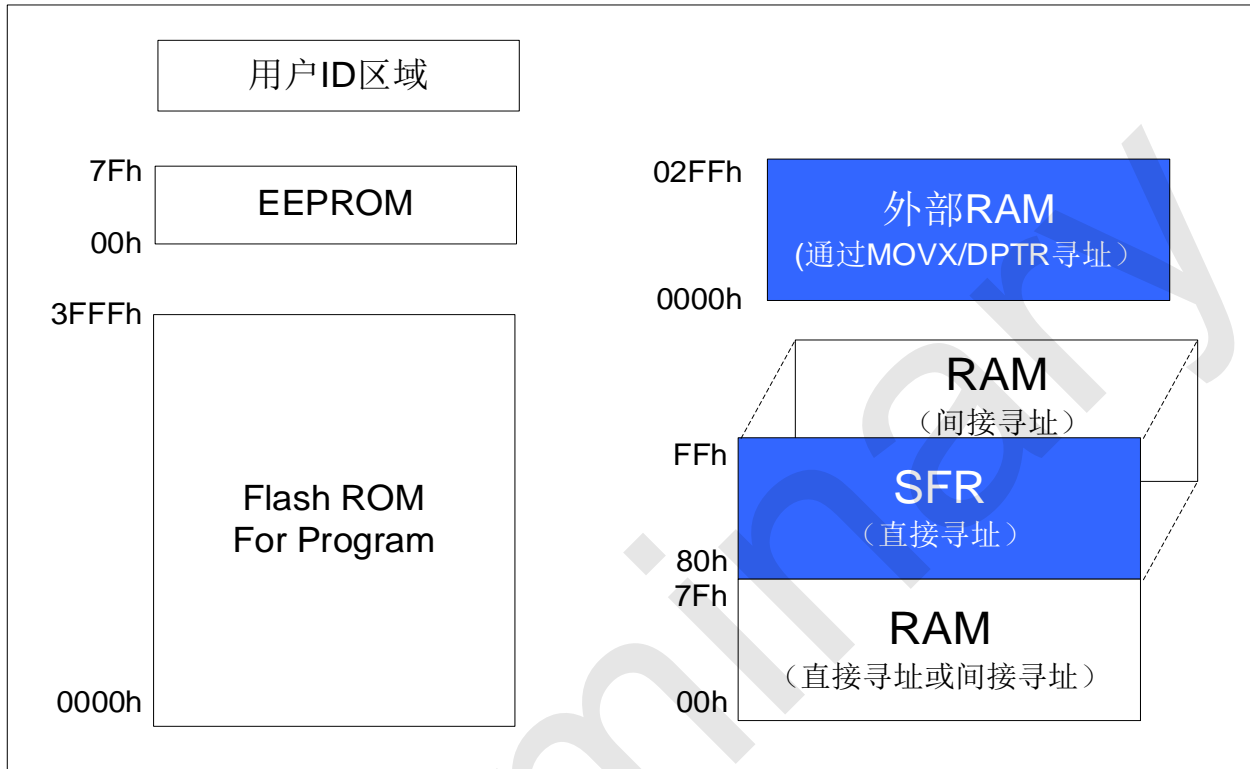 用户ID区域
7Fh
EEPROM
00h
3FFFh
Flash ROM
For Program
0000h
02FFh
外部RAM
(通过MOVX/DPTR寻址）
0000h
RAM
（间接寻址）
FFh
SFR
（直接寻址）
80h
7Fh
RAM
（直接寻址或间接寻址）
00h
minary